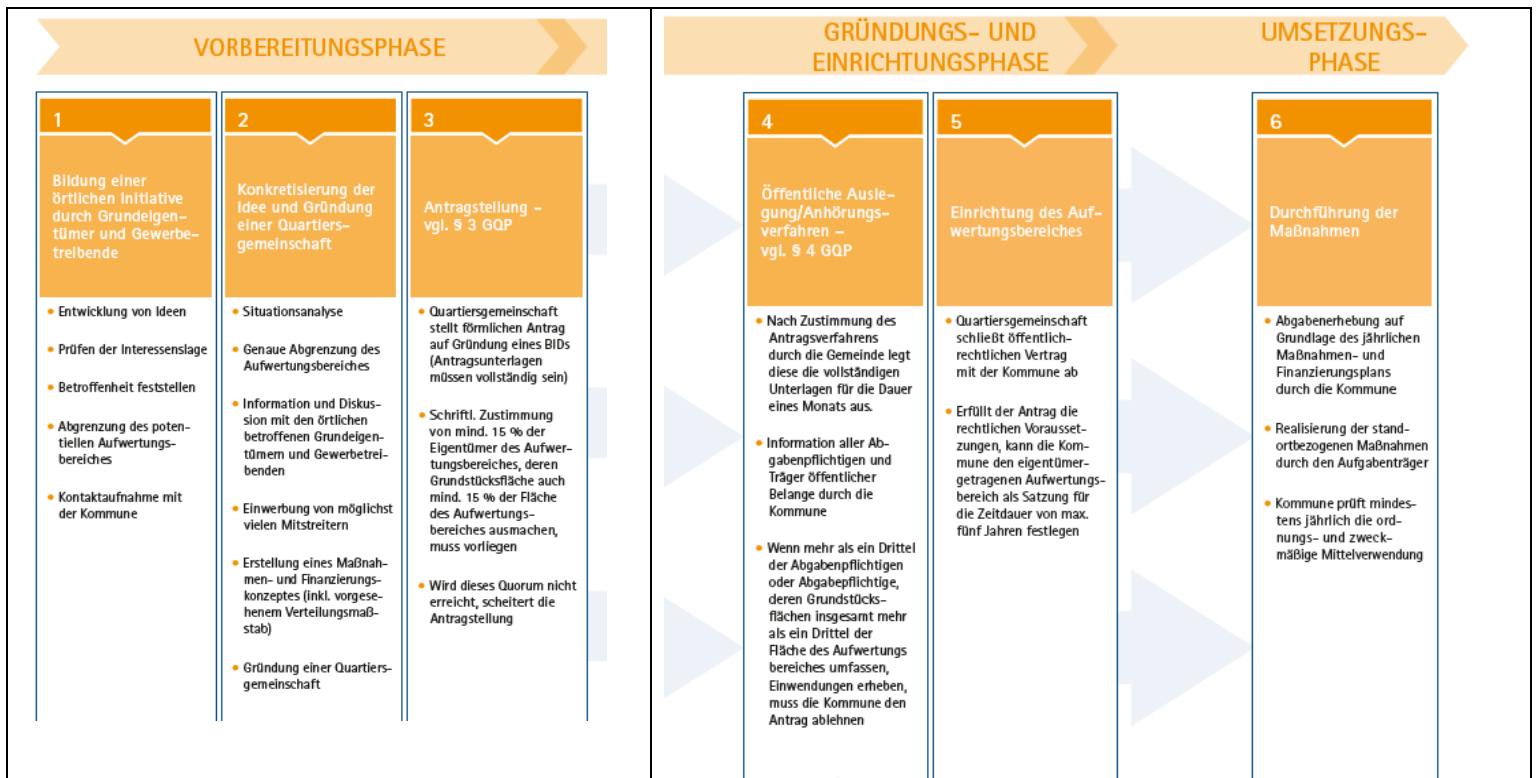 VORBEREITUNGSPHASE
1
Bildung einer
örtlichen Initiative
durch Grundeigen-
tümer und Gewerbe-
treibende
• Entwicklung von Ideen
• Prüfen der Interessenslage
• Betroffenheit feststellen
• Abgrenzung des poten-
tiellen Aufwertungs-
bereiches
• Kontaktaufnahme mit
der Kommune
2
Konkretisierung der
Idee und Gründung
einer Quartiers-
gemeinschaft
• Situationsanalyse
• Genaue Abgrenzung des
Aufwertungsbereiches
• Information und Diskus-
sion mit den örtlichen
betroffenen Grundeigen-
tümern und Gewerbetrei-
benden
• Einwerbung von möglichst
vielen Mitstreitern
• Erstellung eines Maßnah-
men- und Finanzierungs-
konzeptes (inkl. vorgese-
henem Verteilungsmaß-
stab)
• Gründung einer Quartiers-
gemeinschaft
3
Antragstellung –
vgl. § 3 GQP
• Quartiersgemeinschaft
stellt förmlichen Antrag
auf Gründung eines BIDs
(Antragsunterlagen
müssen vollständig sein)
• Schriftl. Zustimmung
von mind. 15 % der
Eigentümer des Aufwer-
tungsbereiches, deren
Grundstücksfläche auch
mind. 15 % der Fläche
des Aufwertungs-
bereiches ausmachen,
muss vorliegen
• Wird dieses Quorum nicht
erreicht, scheitert die
Antragstellung
GRÜNDUNGS- UND
EINRICHTUNGSPHASE
4
Öffentliche Ausle-
gung/Anhörungs-
verfahren –
vgl. § 4 GQP
• Nach Zustimmung des
Antragsverfahrens
durch die Gemeinde legt
diese die vollständigen
Unterlagen für die Dauer
eines Monats aus.
• Information aller Ab-
gabenpflichtigen und
Träger öffentlicher
Belange durch die
Kommune
• Wenn mehr als ein Drittel
der Abgabenpflichtigen
oder Abgabepflichtige,
deren Grundstücks-
flächen insgesamt mehr
als ein Drittel der
Fläche des Aufwertungs
bereiches umfassen,
Einwendungen erheben,
muss die Kommune den
Antrag ablehnen
5
Einrichtung des Auf-
wertungsbereiches
• Quartiersgemeinschaft
schließt öffentlich-
rechtlichen Vertrag
mit der Kommune ab
• Erfüllt der Antrag die
rechtlichen Vorausset-
zungen, kann die Kom-
mune den eigentümer-
getragenen Aufwertungs-
bereich als Satzung für
die Zeitdauer von max.
fünf Jahren festlegen
UMSETZUNGS-
PHASE
6
Durchführung der
Maßnahmen
• Abgabenerhebung auf
Grundlage des jährlichen
Maßnahmen- und
Finanzierungsplans
durch die Kommune
• Realisierung der stand-
ortbezogenen Maßnahmen
durch den Aufgabenträger
• Kommune prüft mindes-
tens jährlich die ord-
nungs- und zweck-
mäßige Mittelverwendung